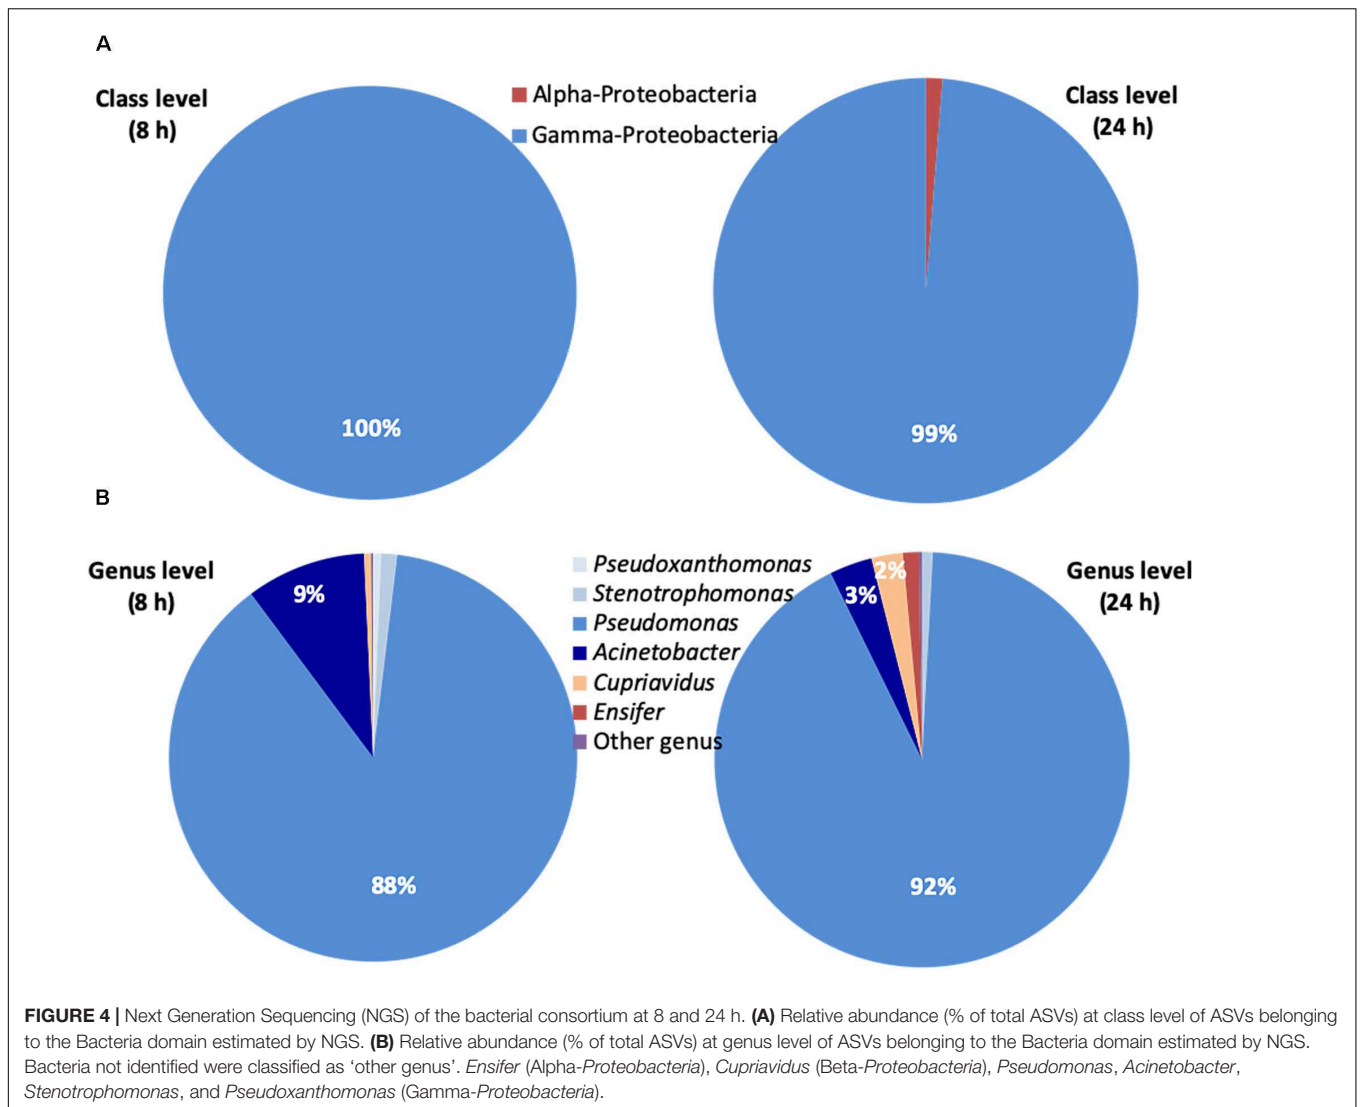 A
Class level
(8 h)
Alpha-Proteobacteria
Gamma-Proteobacteria
Class level
(24 h)
100%
99%
B
Genus level
(8 h)
9%
88%
Pseudoxanthomonas
Stenotrophomonas
Pseudomonas
Acinetobacter
Cupriavidus
Ensifer
Other genus
2%
3%
92%
Genus level
(24 h)
FIGURE 4 | Next Generation Sequencing (NGS) of the bacterial consortium at 8 and 24 h. (A) Relative abundance (% of total ASVs) at class level of ASVs belonging
to the Bacteria domain estimated by NGS. (B) Relative abundance (% of total ASVs) at genus level of ASVs belonging to the Bacteria domain estimated by NGS.
Bacteria not identified were classified as ‘other genus’. Ensifer (Alpha-Proteobacteria), Cupriavidus (Beta-Proteobacteria), Pseudomonas, Acinetobacter,
Stenotrophomonas, and Pseudoxanthomonas (Gamma-Proteobacteria).